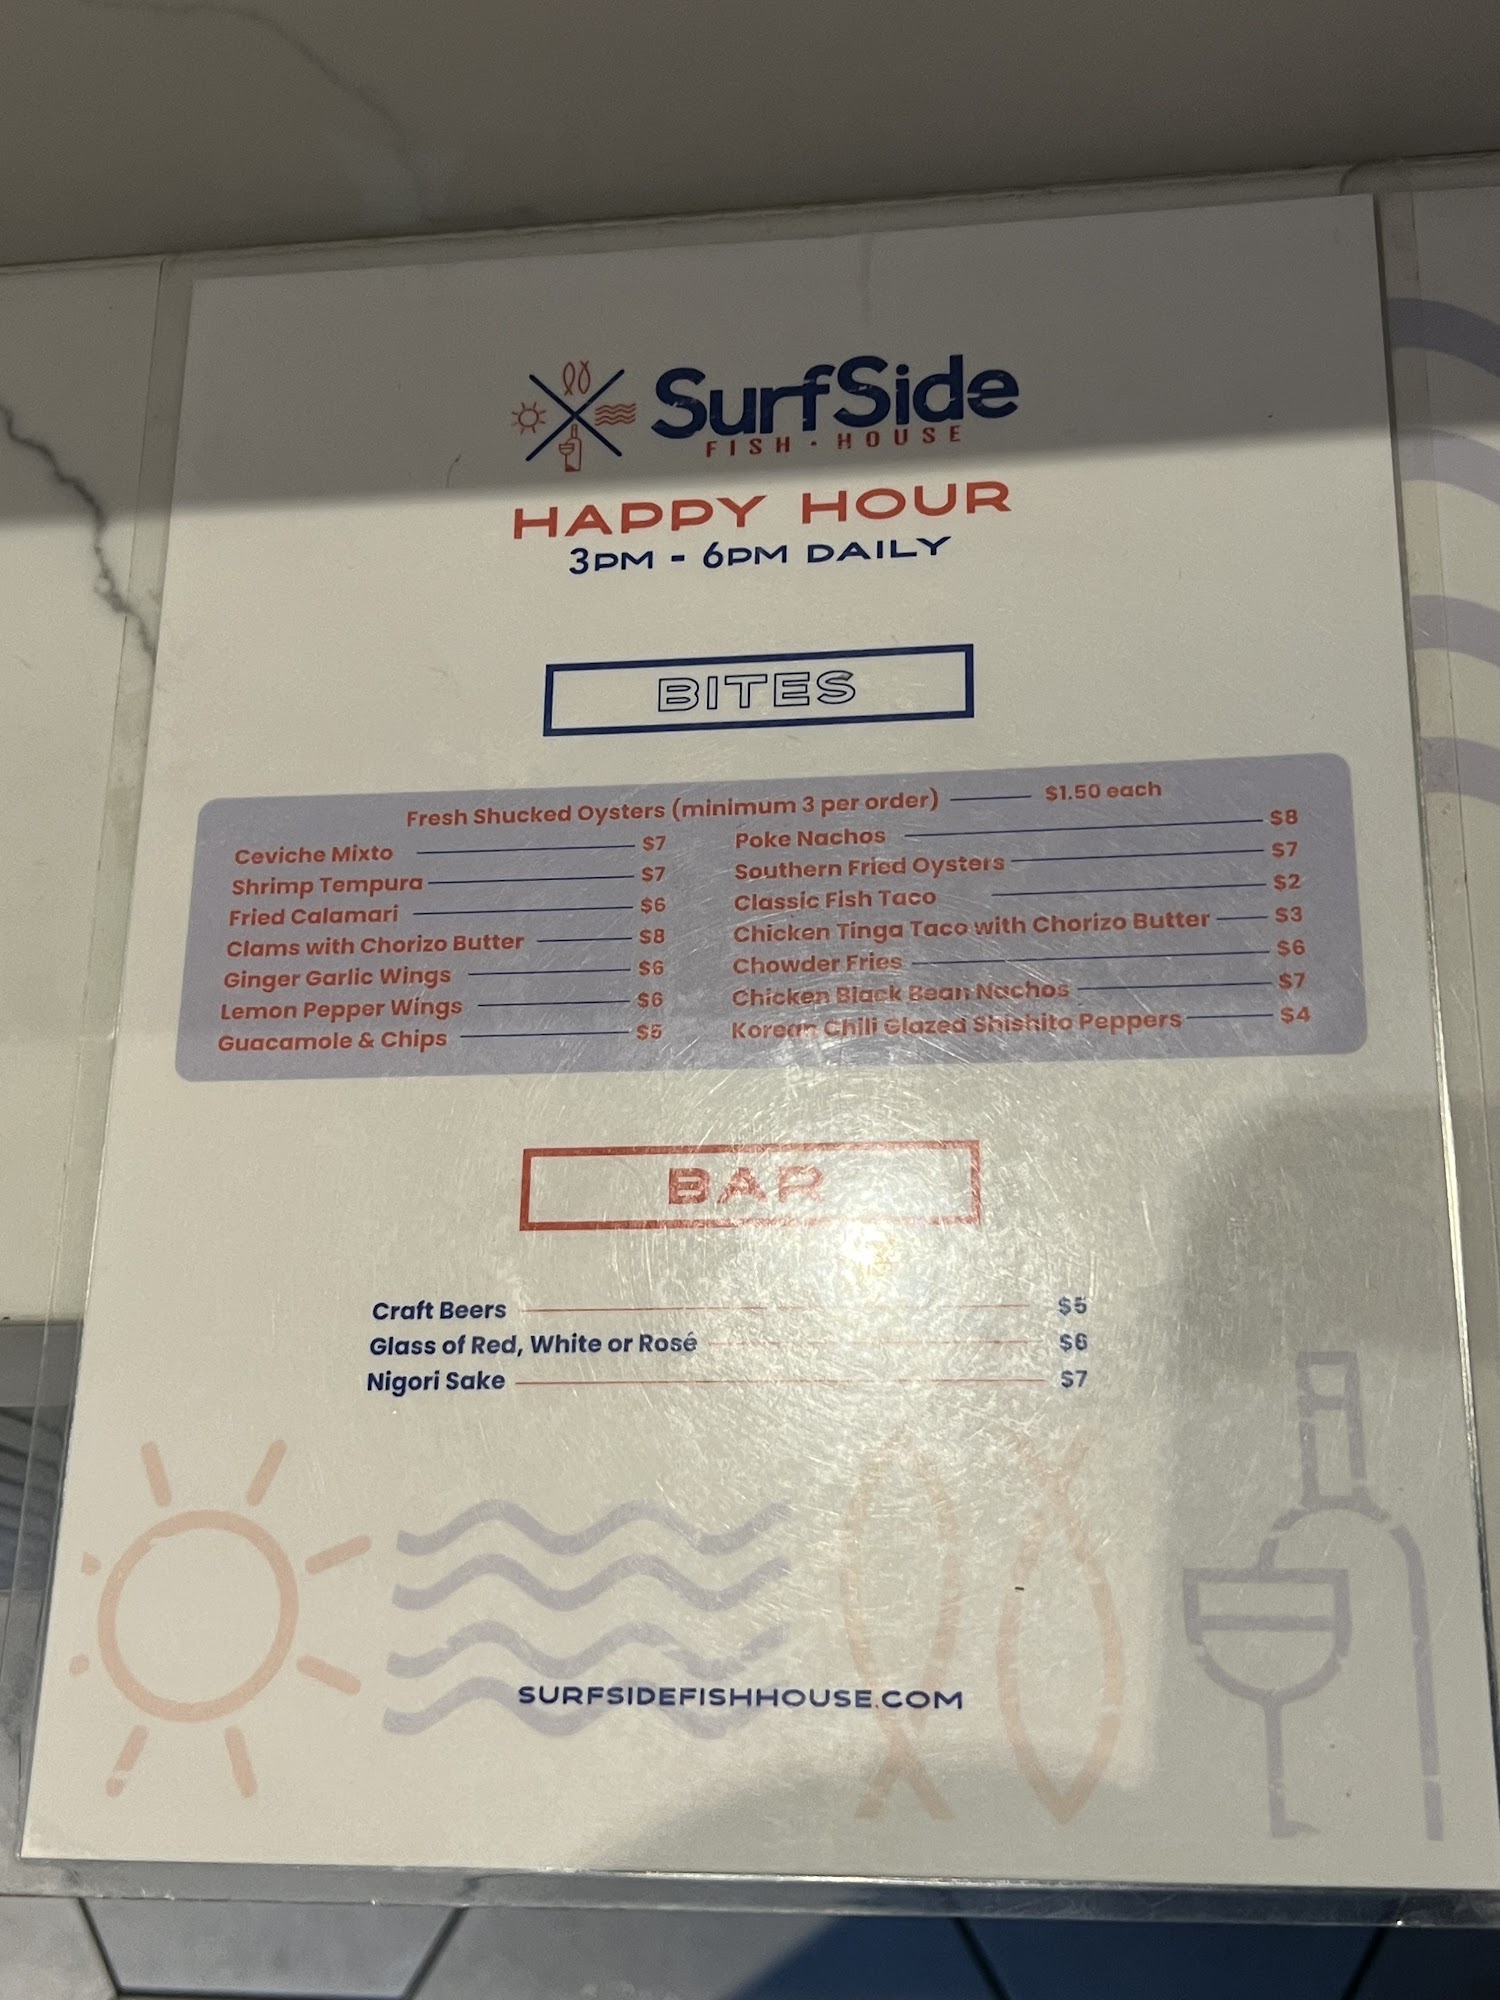 SurfSide
FISH · HOUSE
HAPPY HOUR
3PM - 6PM DAILY
BITES
Fresh Shucked Oysters (minimum 3 per order) $1.50 each
Ceviche Mixto $7
Shrimp Tempura $7
Fried Calamari $6
Clams with Chorizo Butter $8
Ginger Garlic Wings $6
Lemon Pepper Wings $6
Guacamole & Chips $5
Poke Nachos $8
Southern Fried Oysters $7
Classic Fish Taco $2
Chicken Tinga Taco with Chorizo Butter $3
Chowder Fries $6
Chicken Black Bean Nachos $7
Korean Chili Glazed Shishito Peppers $4
BAR
Craft Beers $5
Glass of Red, White or Rosé $6
Nigori Sake $7
SURFSIDEFISHHOUSE.COM